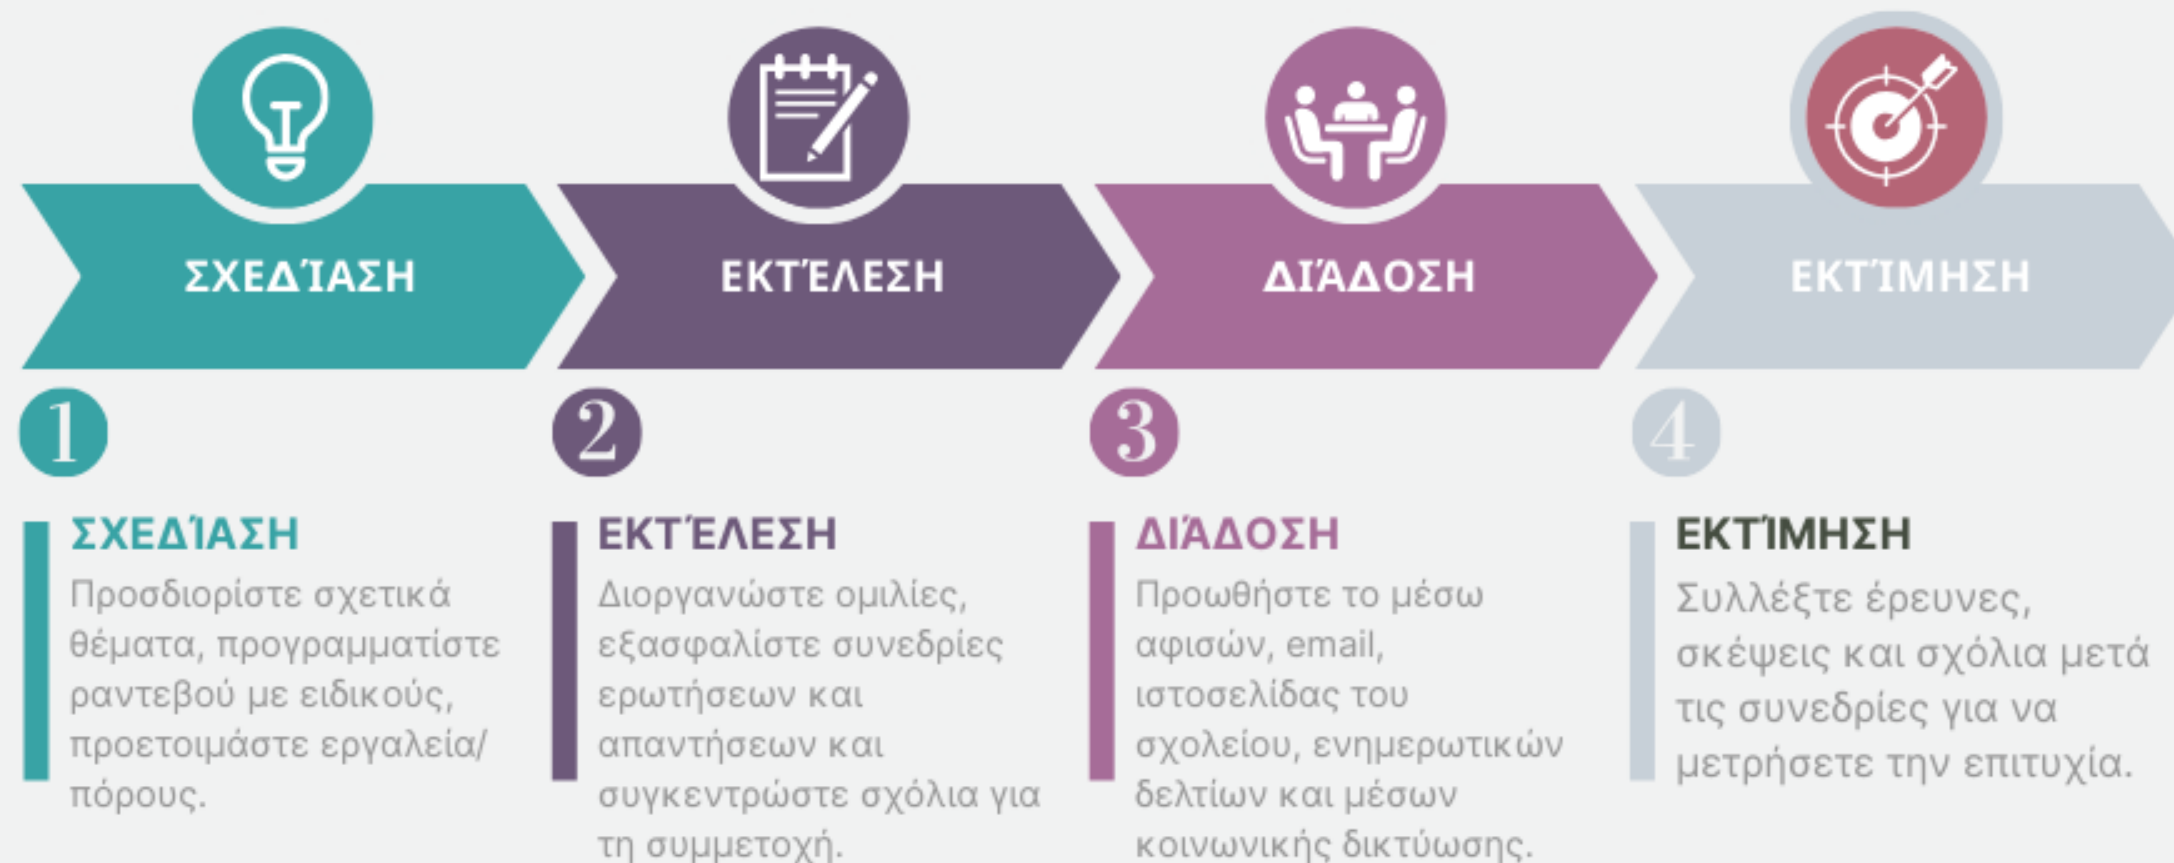 ΣΧΕΔΊΑΣΗ
ΕΚΤΈΛΕΣΗ
ΔΙΆΔΟΣΗ
ΕΚΤΊΜΗΣΗ
1
ΣΧΕΔΊΑΣΗ
Προσδιορίστε σχετικά
θέματα, προγραμματίστε
ραντεβού με ειδικούς,
προετοιμάστε εργαλεία/
πόρους.
2
ΕΚΤΈΛΕΣΗ
Διοργανώστε ομιλίες,
εξασφαλίστε συνεδρίες
ερωτήσεων και
απαντήσεων και
συγκεντρώστε σχόλια για
τη συμμετοχή.
3
ΔΙΆΔΟΣΗ
Προωθήστε το μέσω
αφισών, email,
ιστοσελίδας του
σχολείου, ενημερωτικών
δελτίων και μέσων
κοινωνικής δικτύωσης.
4
ΕΚΤΊΜΗΣΗ
Συλλέξτε έρευνες,
σκέψεις και σχόλια μετά
τις συνεδρίες για να
μετρήσετε την επιτυχία.